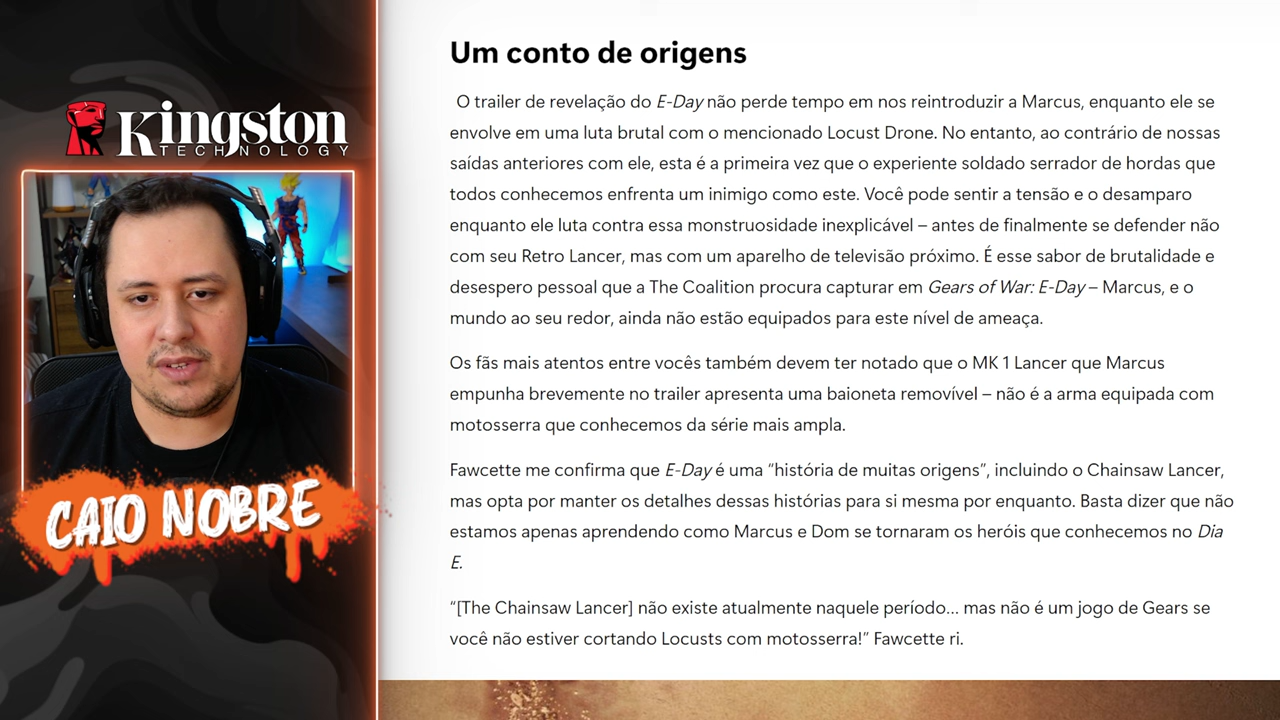 Kingston
TECHNOLOGY
CAIO NOBRE
Um conto de origens
O trailer de revelação do E-Day não perde tempo em nos reintroduzir a Marcus, enquanto ele se
envolve em uma luta brutal com o mencionado Locust Drone. No entanto, ao contrário de nossas
saídas anteriores com ele, esta é a primeira vez que o experiente soldado serrador de hordas que
todos conhecemos enfrenta um inimigo como este. Você pode sentir a tensão e o desamparo
enquanto ele luta contra essa monstruosidade inexplicável – antes de finalmente se defender não
com seu Retro Lancer, mas com um aparelho de televisão próximo. É esse sabor de brutalidade e
desespero pessoal que a The Coalition procura capturar em Gears of War: E-Day – Marcus, e o
mundo ao seu redor, ainda não estão equipados para este nível de ameaça.
Os fãs mais atentos entre vocês também devem ter notado que o MK 1 Lancer que Marcus
empunha brevemente no trailer apresenta uma baioneta removível – não é a arma equipada com
motosserra que conhecemos da série mais ampla.
Fawcette me confirma que E-Day é uma “história de muitas origens”, incluindo o Chainsaw Lancer,
mas opta por manter os detalhes dessas histórias para si mesma por enquanto. Basta dizer que não
estamos apenas aprendendo como Marcus e Dom se tornaram os heróis que conhecemos no Dia
E.
“[The Chainsaw Lancer] não existe atualmente naquele período... mas não é um jogo de Gears se
você não estiver cortando Locusts com motosserra!” Fawcette ri.